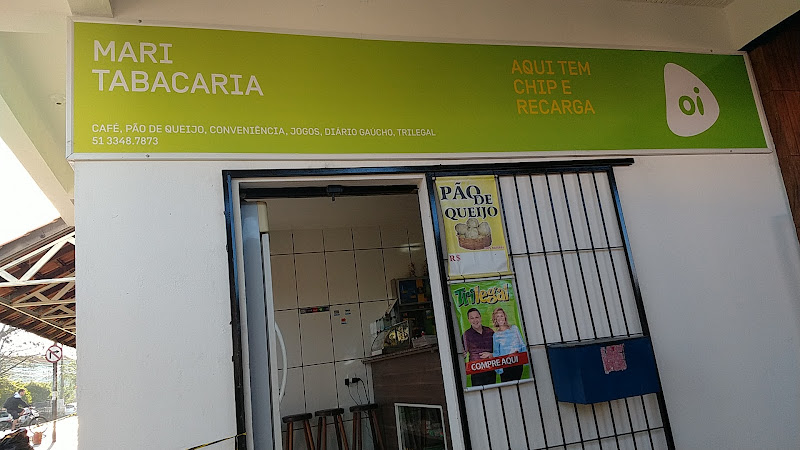 MARI
TABACARIA
CAFÉ, PÃO DE QUEIJO, CONVENIÊNCIA, JOGOS, DIÁRIO GAÚCHO, TRILEGAL
51 3348.7873
AQUI TEM
CHIP E
RECARGA
oi
PÃO
DE
QUEIJO
R$
Trilegal
COMPRE AQUI